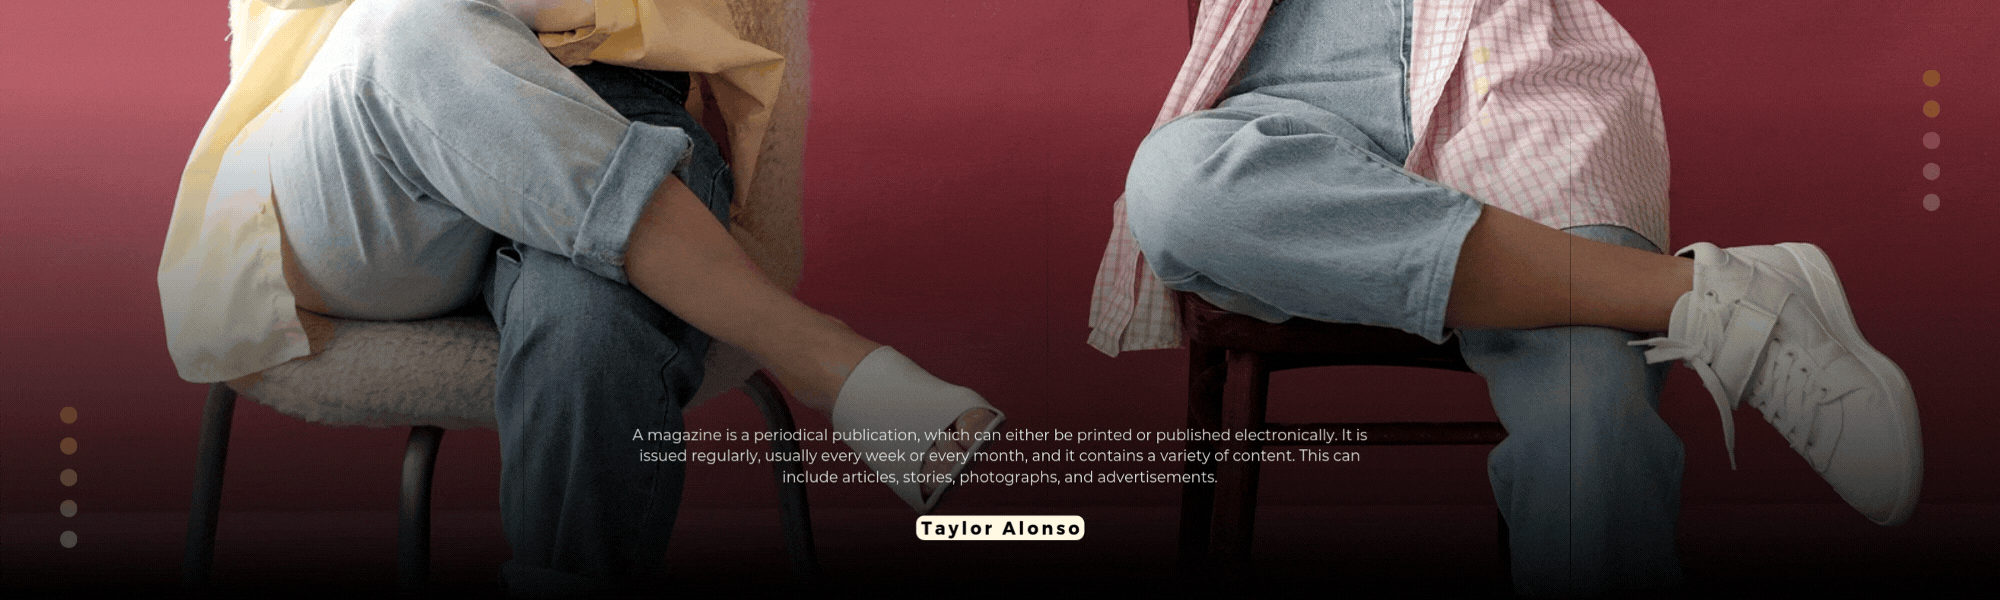 A magazine is a periodical publication, which can either be printed or published electronically. It is
issued regularly, usually every week or every month, and it contains a variety of content. This can
include articles, stories, photographs, and advertisements.
Taylor Alonso